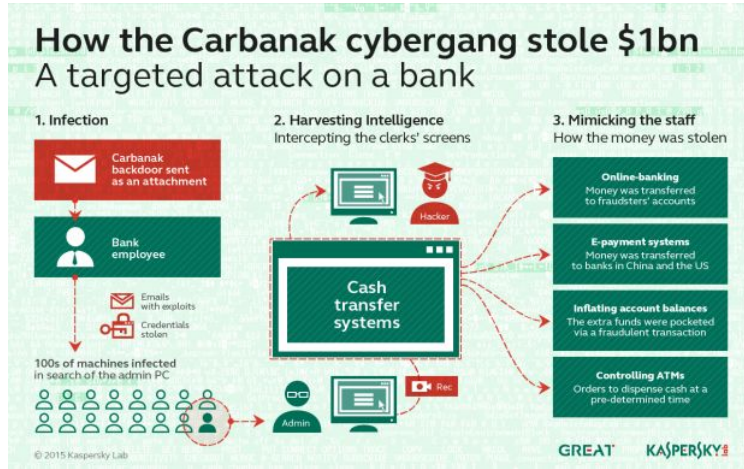 How the Carbanak cybergang stole $1bn
A targeted attack on a bank
1. Infection
Carbanak
backdoor sent
as an attachment
Bank
employee
Emails
with exploits
Credentials
stolen
100s of machines infected
in search of the admin PC
2. Harvesting Intelligence
Intercepting the clerks' screens
Hacker
Cash
transfer
systems
Rec
Admin
3. Mimicking the staff
How the money was stolen
Online-banking
Money was transferred
to fraudsters' accounts
E-payment systems
Money was transferred
to banks in China and the US
Inflating account balances
The extra funds were pocketed
via a fraudulent transaction
Controlling ATMs
Orders to dispense cash at a
pre-determined time
© 2015 Kaspersky Lab
GREAT
KASPERSKY lab